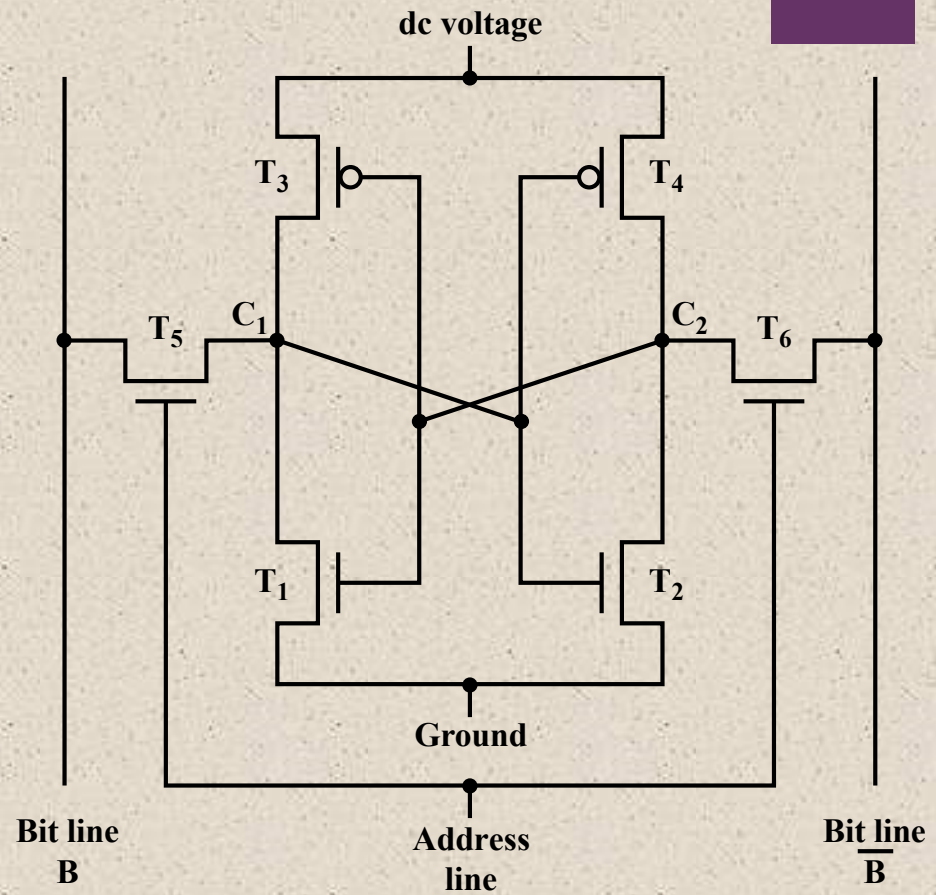 dc voltage
T3
T4
T5
C1
C2
T6
T1
T2
Ground
Bit line
B
Address
line
Bit line
B̅